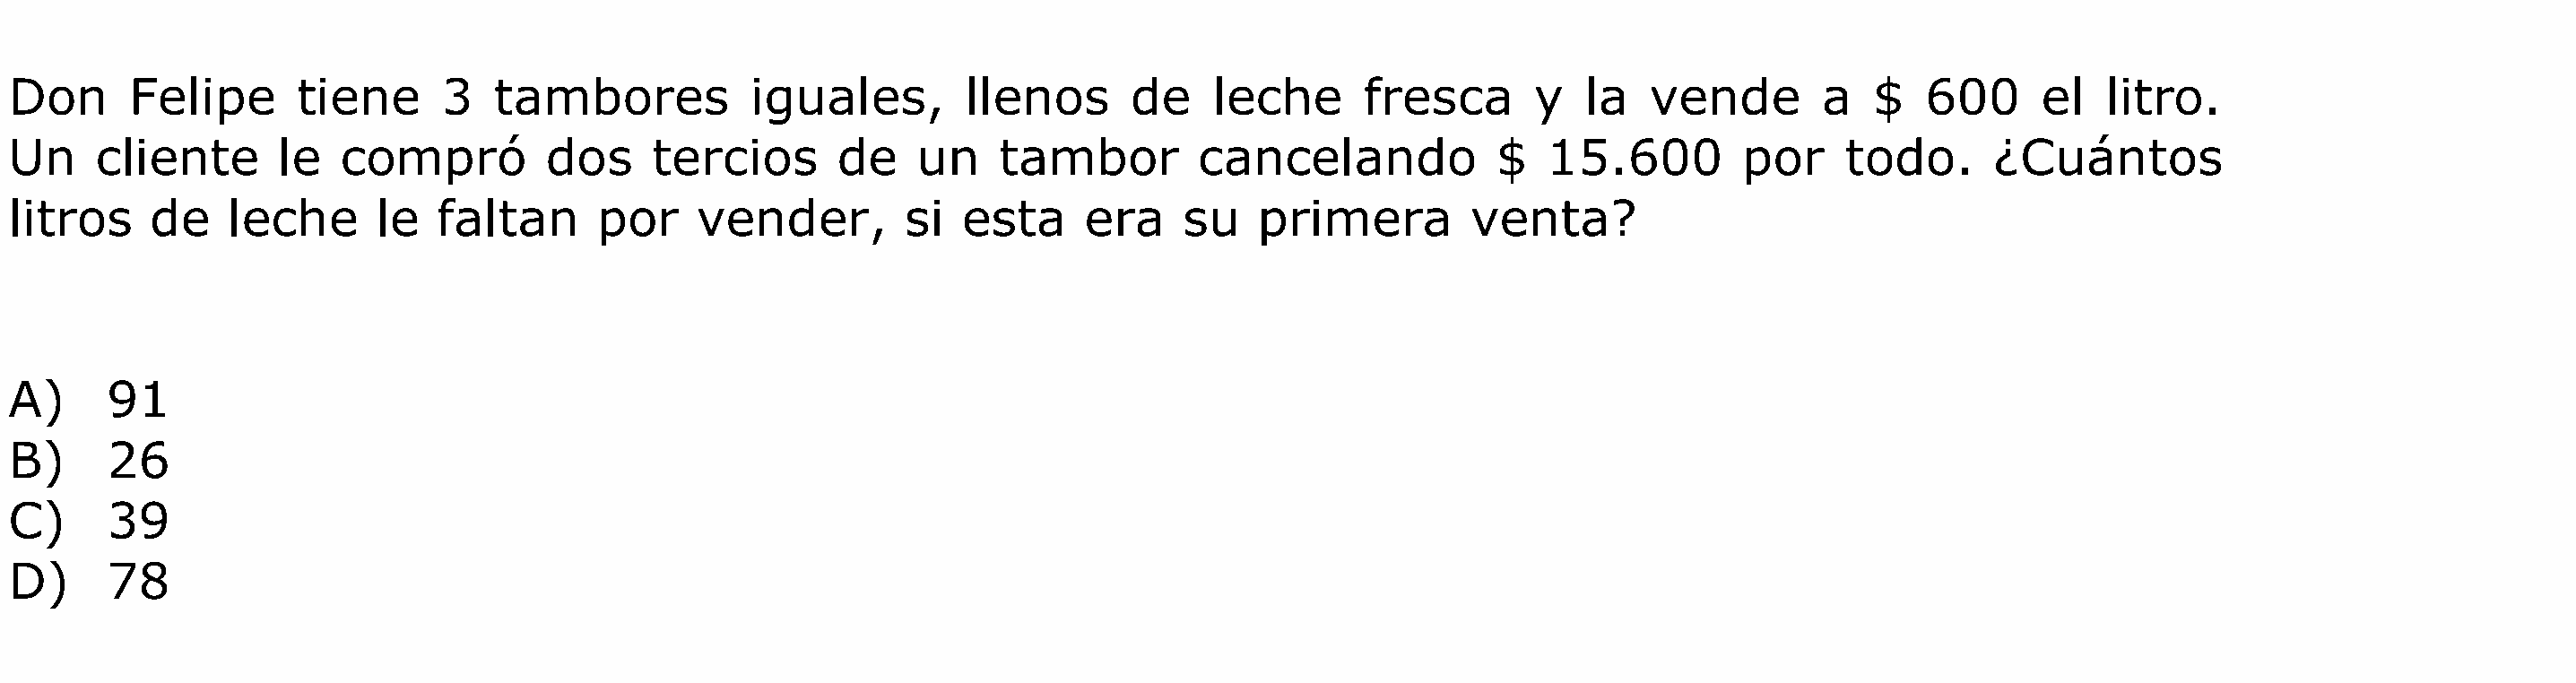 Don Felipe tiene 3 tambores iguales, llenos de leche fresca y la vende a $ 600 el litro.
Un cliente le compró dos tercios de un tambor cancelando $ 15.600 por todo. ¿Cuántos
litros de leche le faltan por vender, si esta era su primera venta?
A) 91
B) 26
C) 39
D) 78